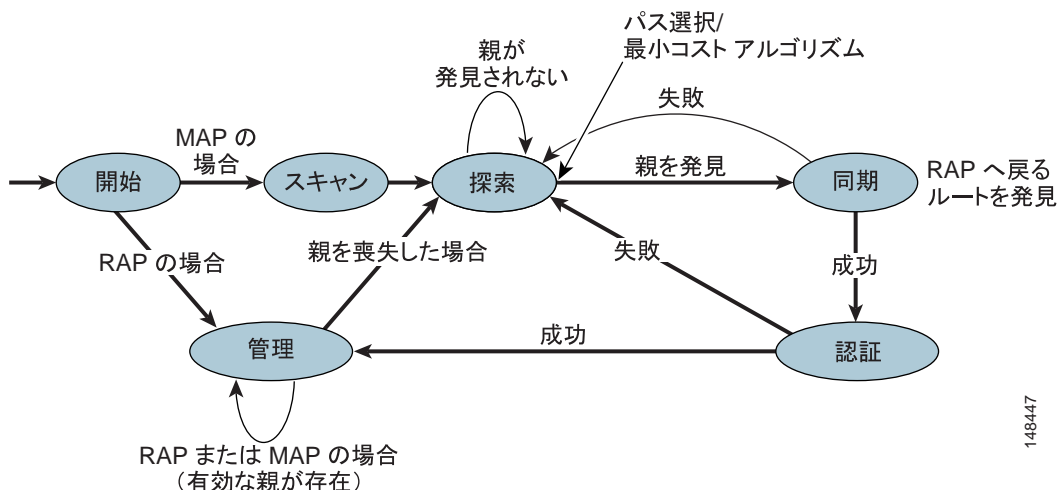 パス選択/
最小コスト アルゴリズム
親が
発見されない
失敗
MAP の
場合
開始
スキャン
探索
親を発見
同期
RAP へ戻る
ルートを発見
RAP の場合
親を喪失した場合
失敗
成功
管理
成功
認証
RAP または MAP の場合
（有効な親が存在）
148447